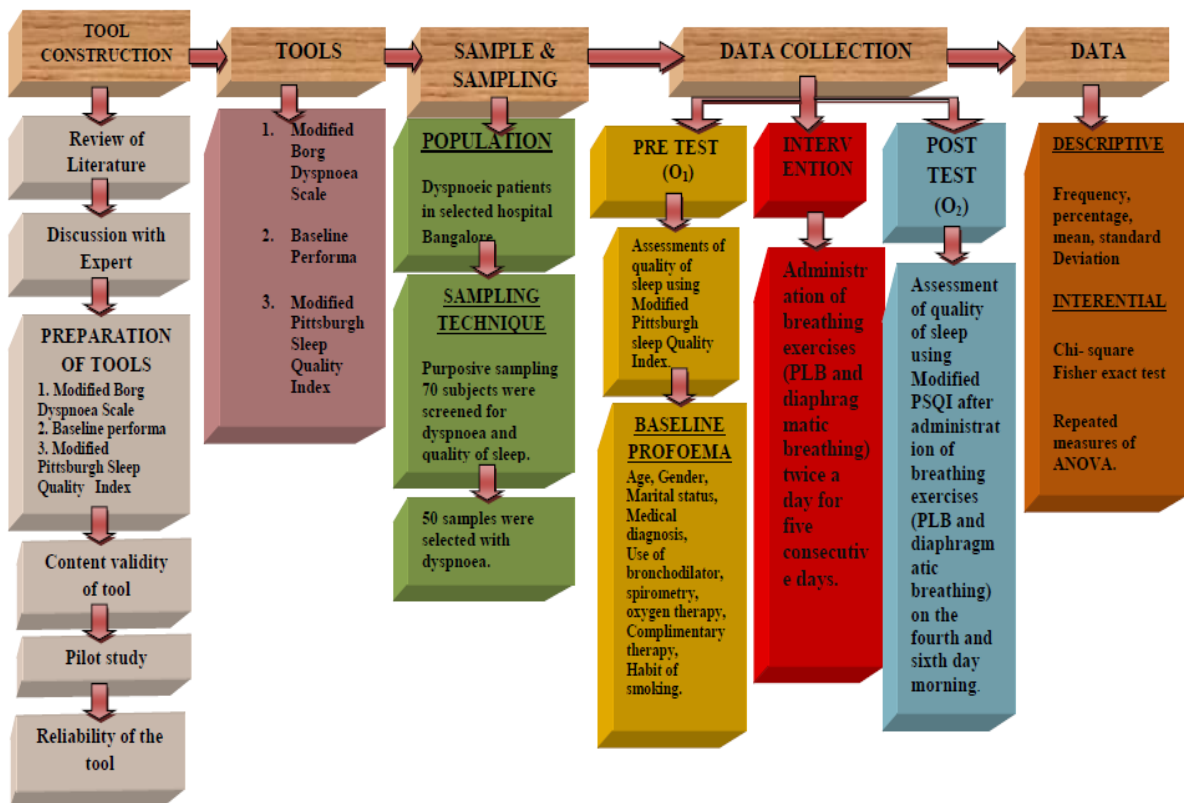 TOOL
CONSTRUCTION
TOOLS
SAMPLE &
SAMPLING
DATA COLLECTION
DATA
Review of
Literature
Discussion with
Expert
PREPARATION
OF TOOLS
1. Modified Borg
Dyspnoea Scale
2. Baseline performa
3. Modified
Pittsburgh Sleep
Quality Index
Content validity
of tool
Pilot study
Reliability of the
tool
1. Modified
Borg
Dyspnoea
Scale
2. Baseline
Performa
3. Modified
Pittsburgh
Sleep
Quality
Index
POPULATION
Dyspnoeic patients
in selected hospital
Bangalore.
SAMPLING
TECHNIQUE
Purposive sampling
70 subjects were
screened for
dyspnoea and
quality of sleep.
50 samples were
selected with
dyspnoea.
PRE TEST
(O₁)
Assessments of
quality of
sleep using
Modified
Pittsburgh
sleep Quality
Index.
BASELINE
PROFOEMA
Age, Gender,
Marital status,
Medical
diagnosis,
Use of
bronchodilator,
spirometry,
oxygen therapy,
Complimentary
therapy,
Habit of
smoking.
INTERV
ENTION
Administr
ation of
breathing
exercises
(PLB and
diaphrag
matic
breathing)
twice a
day for
five
consecutiv
e days.
POST
TEST
(O₂)
Assessment
of quality
of sleep
using
Modified
PSQI after
administrat
ion of
breathing
exercises
(PLB and
diaphragm
atic
breathing)
on the
fourth and
sixth day
morning.
DESCRIPTIVE
Frequency,
percentage,
mean, standard
Deviation
INTERENTIAL
Chi- square
Fisher exact test
Repeated
measures of
ANOVA.